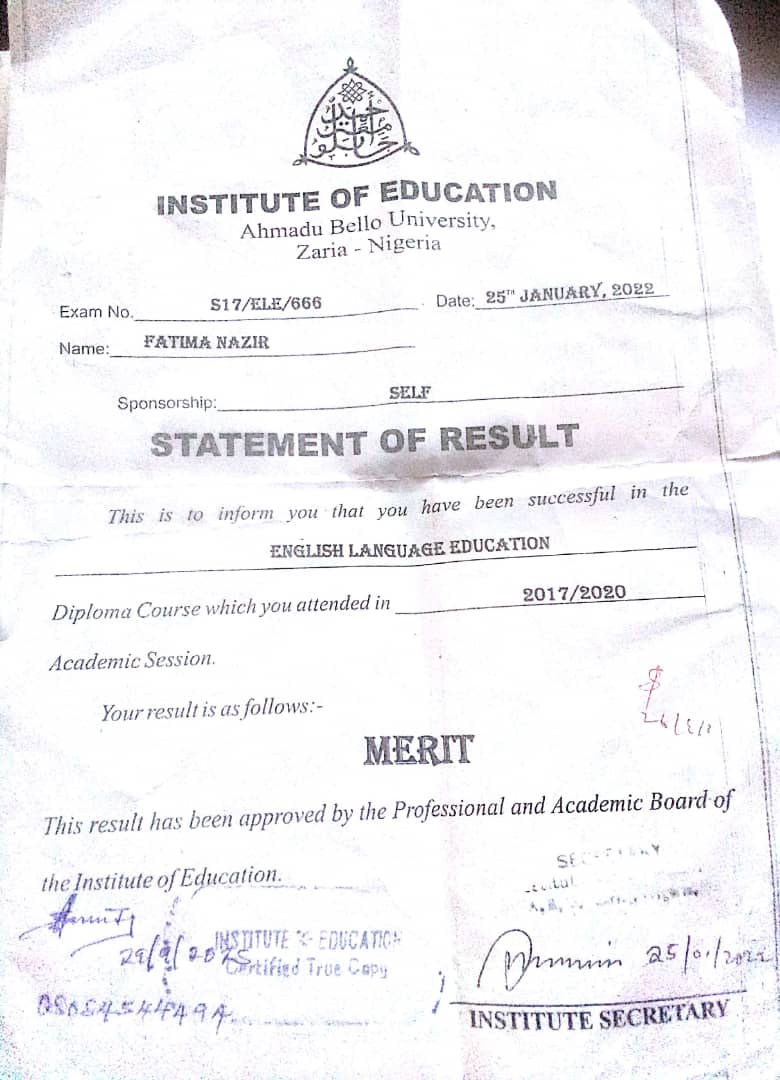 INSTITUTE OF EDUCATION
Ahmadu Bello University,
Zaria - Nigeria
Exam No. S17/ELE/666 Date: 25TH JANUARY, 2022
Name: FATIMA NAZIR
Sponsorship: SELF
STATEMENT OF RESULT
This is to inform you that you have been successful in the
ENGLISH LANGUAGE EDUCATION
Diploma Course which you attended in 2017/2020
Academic Session.
Your result is as follows:-
MERIT
This result has been approved by the Professional and Academic Board of
the Institute of Education.
SECRETARY
29/9/2025 INSTITUTE OF EDUCATION
Certified True Copy
25/01/2022
INSTITUTE SECRETARY